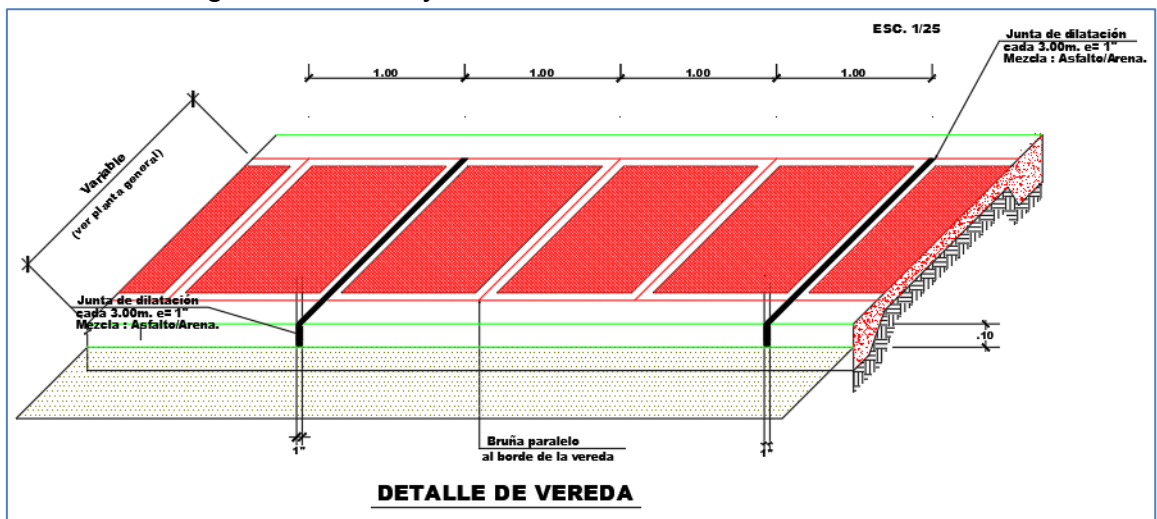 ESC. 1/25
Junta de dilatación
cada 3.00m. e= 1"
Mezcla : Asfalto/Arena.
1.00
1.00
1.00
1.00
Variable
(ver planta general)
Junta de dilatación
cada 3.00m. e= 1"
Mezcla : Asfalto/Arena.
.10
1"
Bruña paralelo
al borde de la vereda
1"
DETALLE DE VEREDA